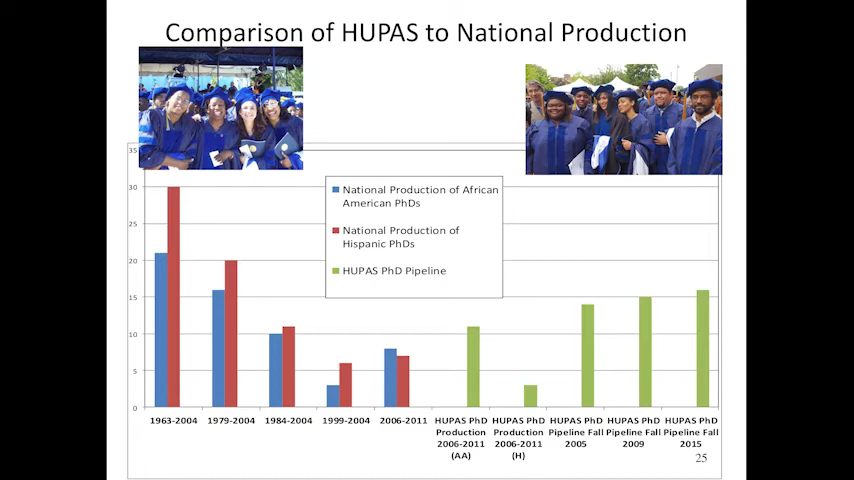 Comparison of HUPAS to National Production
35
30
25
20
15
10
5
0
National Production of African
American PhDs
National Production of
Hispanic PhDs
HUPAS PhD Pipeline
1963-2004
1979-2004
1984-2004
1999-2004
2006-2011
HUPAS PhD
Production
2006-2011
(AA)
HUPAS PhD
Production
2006-2011
(H)
HUPAS PhD
Pipeline Fall
2005
HUPAS PhD
Pipeline Fall
2009
HUPAS PhD
Pipeline Fall
2015
25